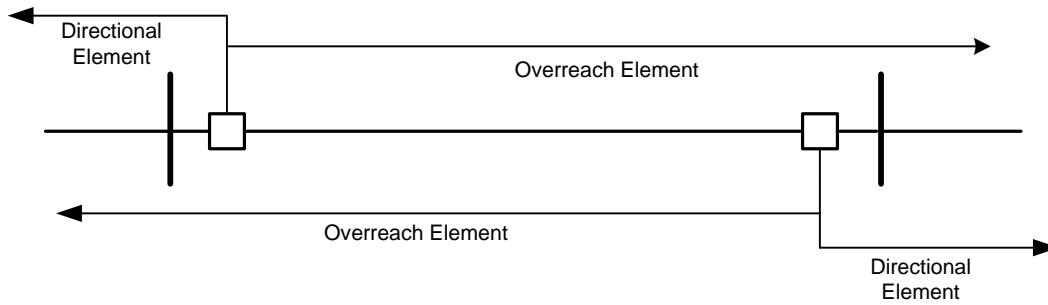 Directional
Element
Overreach Element
Overreach Element
Directional
Element